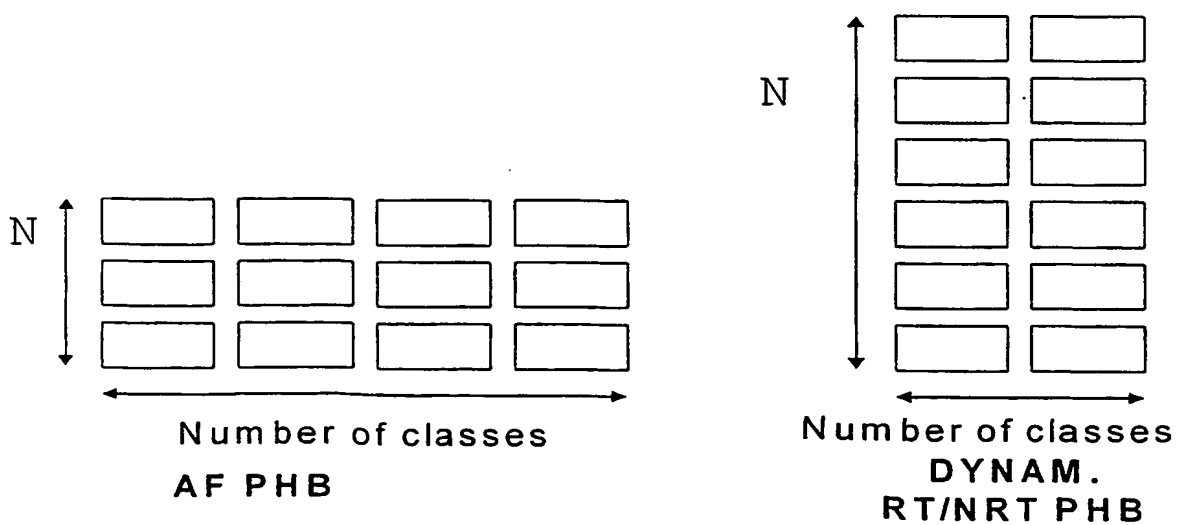 N
Number of classes
AF PHB
N
Number of classes
DYNAM.
RT/NRT PHB